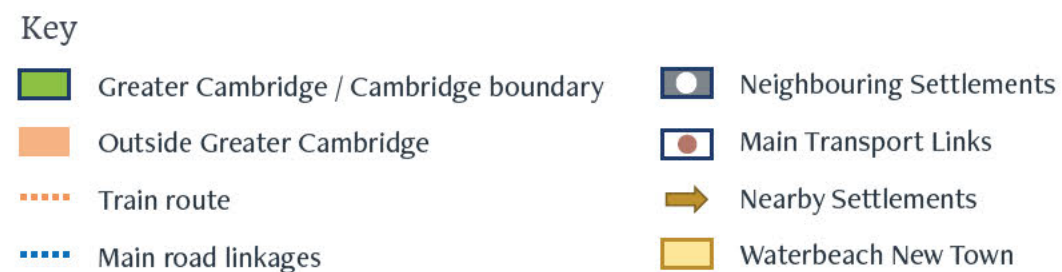 Key
Greater Cambridge / Cambridge boundary
Outside Greater Cambridge
Train route
Main road linkages
Neighbouring Settlements
Main Transport Links
Nearby Settlements
Waterbeach New Town